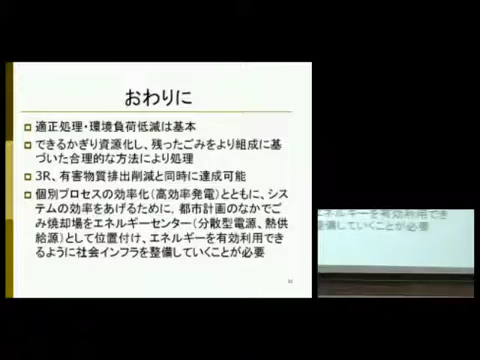 おわりに
適正処理・環境負荷低減は基本
できるかぎり資源化し、残ったごみをより組成に基
づいた合理的な方法により処理
3R、有害物質排出削減と同時に達成可能
個別プロセスの効率化(高効率発電)とともに、シス
テムの効率をあげるために、都市計画のなかでご
み焼却場をエネルギーセンター(分散型電源、熱供
給源)として位置付け、エネルギーを有効利用でき
るように社会インフラを整備していくことが必要
エネルギーを有効利用でき
整備していくことが必要